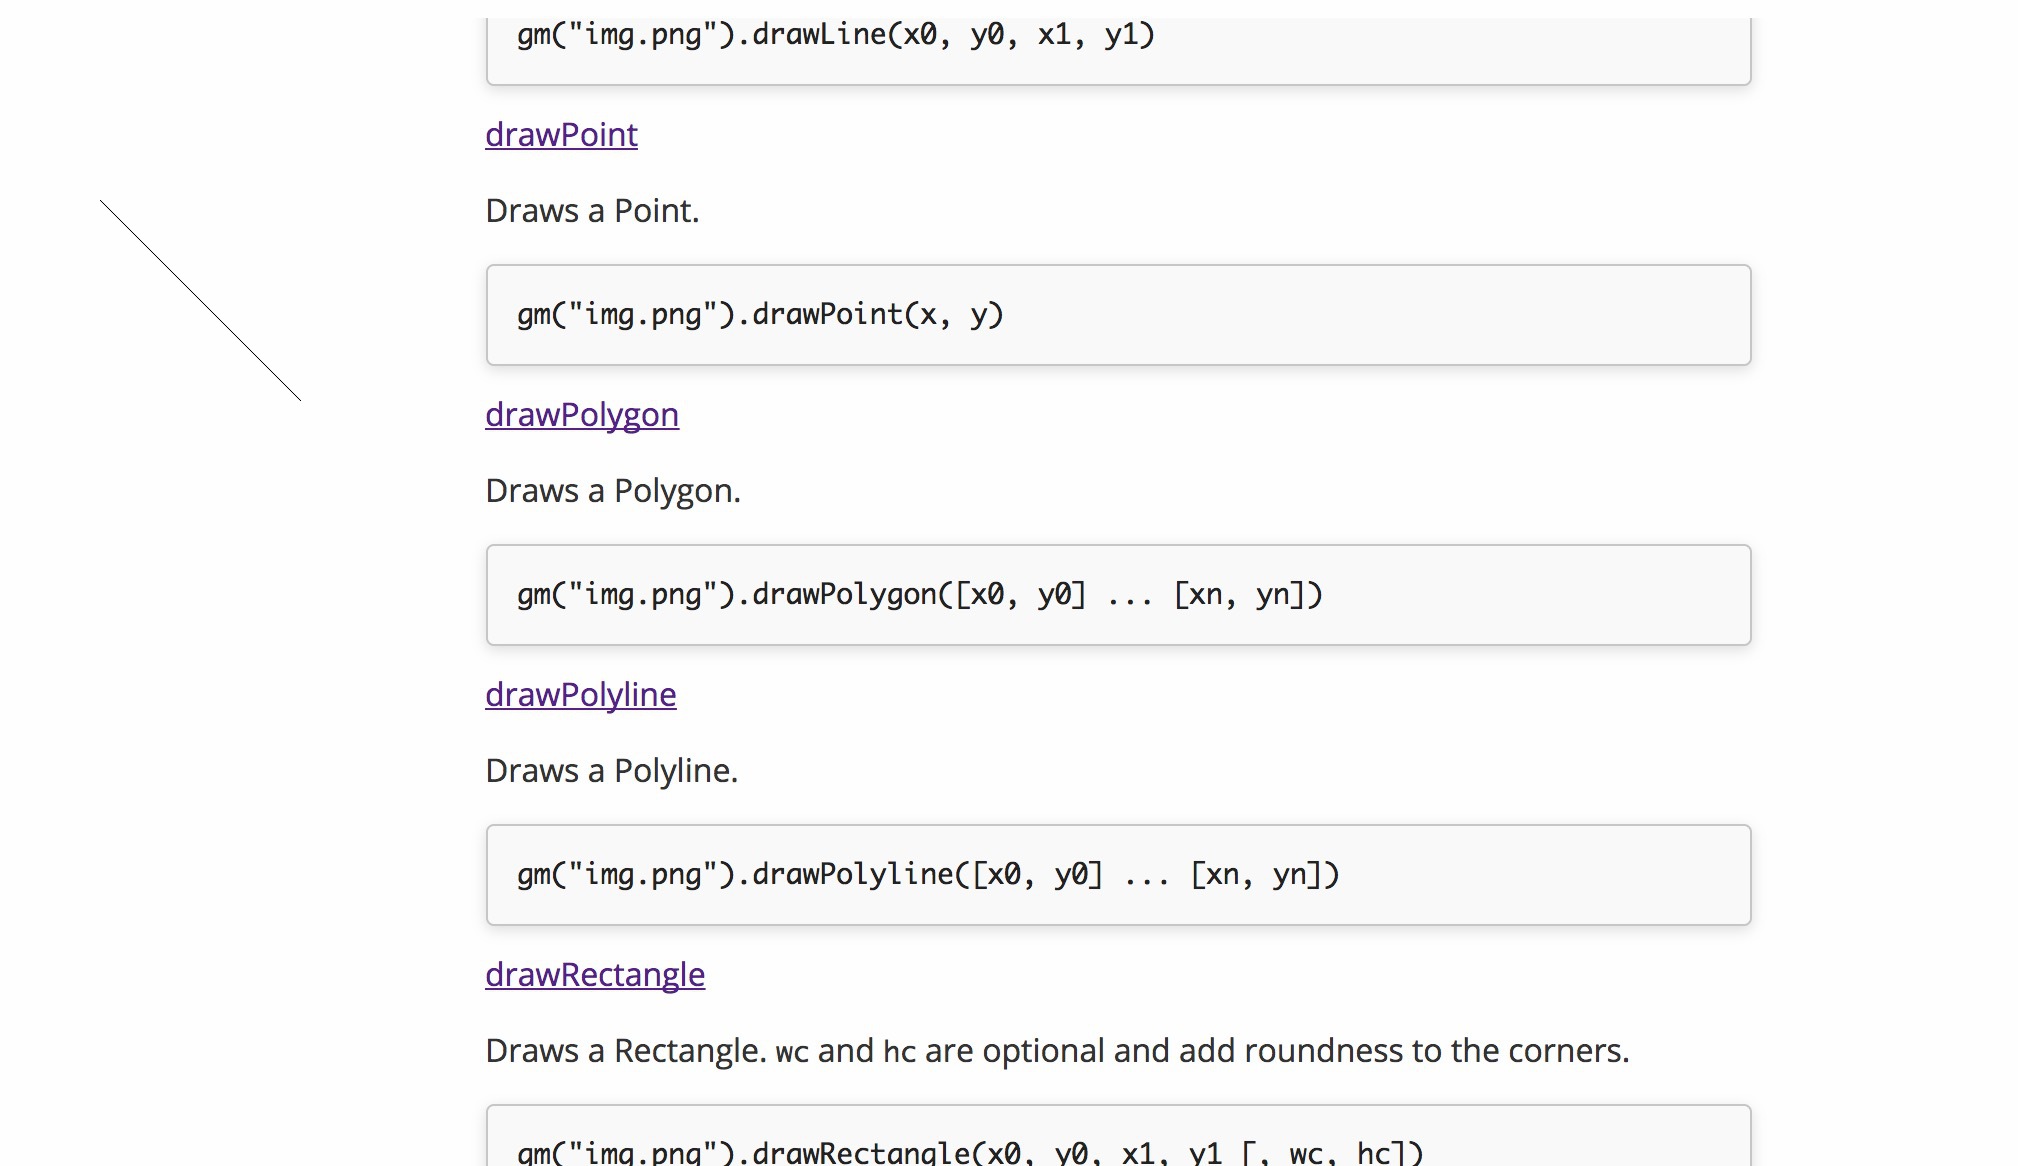 gm("img.png").drawLine(x0, y0, x1, y1)
drawPoint
Draws a Point.
gm("img.png").drawPoint(x, y)
drawPolygon
Draws a Polygon.
gm("img.png").drawPolygon([x0, y0] ... [xn, yn])
drawPolyline
Draws a Polyline.
gm("img.png").drawPolyline([x0, y0] ... [xn, yn])
drawRectangle
Draws a Rectangle. wc and hc are optional and add roundness to the corners.
gm("img.png").drawRectangle(x0, y0, x1, y1 [, wc, hc])